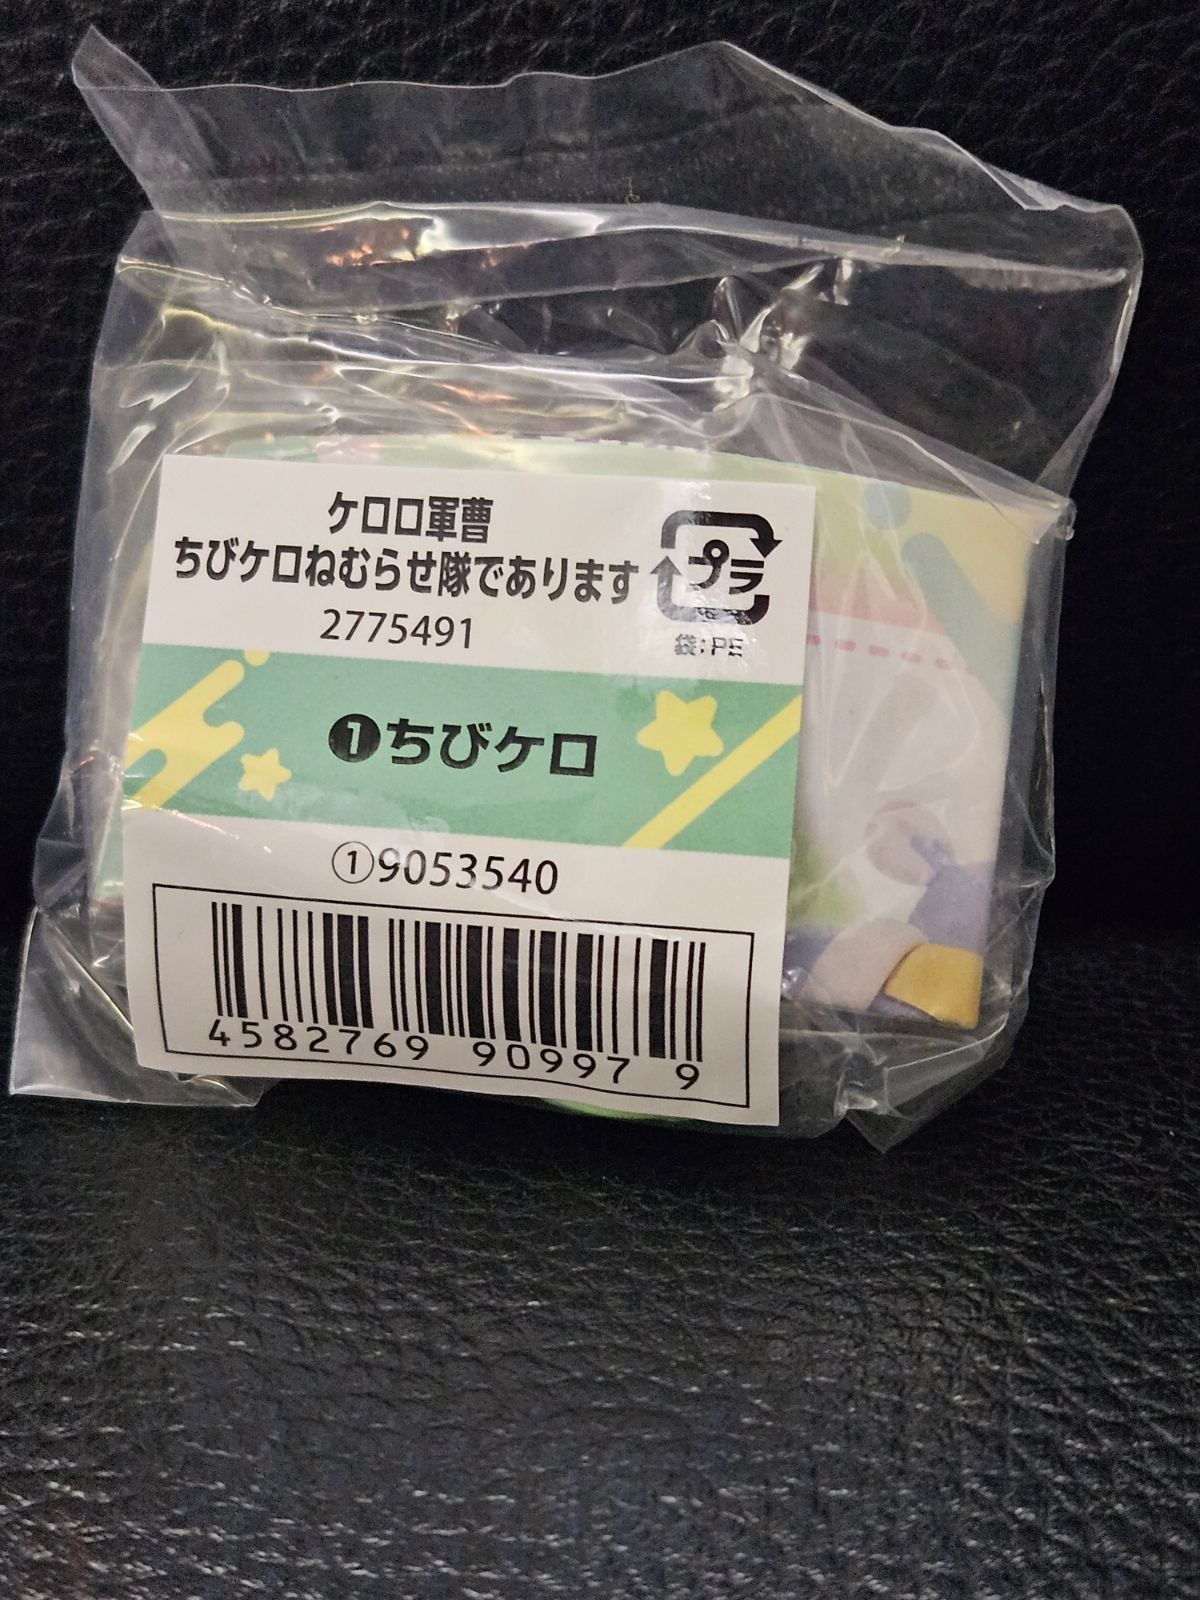 ケロロ軍曹
ちびケロねむらせ隊であります
2775491
プラ
袋:PE
❶ちびケロ
①9053540
4582769 90997 9